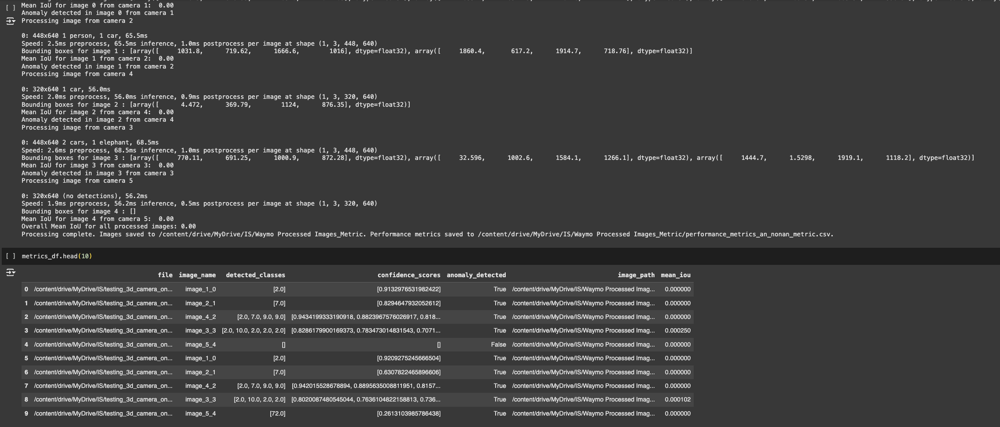 [ ] Mean IoU for image 0 from camera 1:  0.00
Anomaly detected in image 0 from camera 1
Processing image from camera 2
0: 448x640 1 person, 1 car, 65.5ms
Speed: 2.5ms preprocess, 65.5ms inference, 1.0ms postprocess per image at shape (1, 3, 448, 640)
Bounding boxes for image 1 : [array([     1031.8,      719.62,      1666.6,        1016], dtype=float32), array([     1860.4,       617.2,      1914.7,      718.76], dtype=float32)]
Mean IoU for image 1 from camera 2:  0.00
Anomaly detected in image 1 from camera 2
Processing image from camera 4
0: 320x640 1 car, 56.0ms
Speed: 2.0ms preprocess, 56.0ms inference, 0.9ms postprocess per image at shape (1, 3, 320, 640)
Bounding boxes for image 2 : [array([      4.472,      369.79,        1124,      876.35], dtype=float32)]
Mean IoU for image 2 from camera 4:  0.00
Anomaly detected in image 2 from camera 4
Processing image from camera 3
0: 448x640 2 cars, 1 elephant, 68.5ms
Speed: 2.6ms preprocess, 68.5ms inference, 1.0ms postprocess per image at shape (1, 3, 448, 640)
Bounding boxes for image 3 : [array([     770.11,      691.25,      1000.9,      872.28], dtype=float32), array([     32.596,      1002.6,      1584.1,      1266.1], dtype=float32), array([     1444.7,      1.5298,      1919.1,      1118.2], dtype=float32)]
Mean IoU for image 3 from camera 3:  0.00
Anomaly detected in image 3 from camera 3
Processing image from camera 5
0: 320x640 (no detections), 56.2ms
Speed: 1.9ms preprocess, 56.2ms inference, 0.5ms postprocess per image at shape (1, 3, 320, 640)
Bounding boxes for image 4 : []
Mean IoU for image 4 from camera 5:  0.00
Overall Mean IoU for all processed images: 0.00
Processing complete. Images saved to /content/drive/MyDrive/IS/Waymo Processed Images_Metric. Performance metrics saved to /content/drive/MyDrive/IS/Waymo Processed Images_Metric/performance_metrics_an_nonan_metric.csv.
[ ] metrics_df.head(10)
file image_name detected_classes confidence_scores anomaly_detected image_path mean_iou
0 /content/drive/MyDrive/IS/testing_3d_camera_on... image_1_0 [2.0] [0.9132976531982422] True /content/drive/MyDrive/IS/Waymo Processed Imag... 0.000000
1 /content/drive/MyDrive/IS/testing_3d_camera_on... image_2_1 [7.0] [0.8294647932052612] True /content/drive/MyDrive/IS/Waymo Processed Imag... 0.000000
2 /content/drive/MyDrive/IS/testing_3d_camera_on... image_4_2 [2.0, 7.0, 9.0, 9.0] [0.9434199333190918, 0.8823967576026917, 0.818... True /content/drive/MyDrive/IS/Waymo Processed Imag... 0.000000
3 /content/drive/MyDrive/IS/testing_3d_camera_on... image_3_3 [2.0, 10.0, 2.0, 2.0, 2.0] [0.8286179900169373, 0.783473014831543, 0.7071... True /content/drive/MyDrive/IS/Waymo Processed Imag... 0.000250
4 /content/drive/MyDrive/IS/testing_3d_camera_on... image_5_4 [] [] False /content/drive/MyDrive/IS/Waymo Processed Imag... 0.000000
5 /content/drive/MyDrive/IS/testing_3d_camera_on... image_1_0 [2.0] [0.9209275245666504] True /content/drive/MyDrive/IS/Waymo Processed Imag... 0.000000
6 /content/drive/MyDrive/IS/testing_3d_camera_on... image_2_1 [7.0] [0.6307822465896606] True /content/drive/MyDrive/IS/Waymo Processed Imag... 0.000000
7 /content/drive/MyDrive/IS/testing_3d_camera_on... image_4_2 [2.0, 7.0, 9.0, 9.0] [0.942015528678894, 0.8895635008811951, 0.8157... True /content/drive/MyDrive/IS/Waymo Processed Imag... 0.000000
8 /content/drive/MyDrive/IS/testing_3d_camera_on... image_3_3 [2.0, 10.0, 2.0, 2.0] [0.8020087480545044, 0.7636104822158813, 0.736... True /content/drive/MyDrive/IS/Waymo Processed Imag... 0.000102
9 /content/drive/MyDrive/IS/testing_3d_camera_on... image_5_4 [72.0] [0.2613103985786438] True /content/drive/MyDrive/IS/Waymo Processed Imag... 0.000000